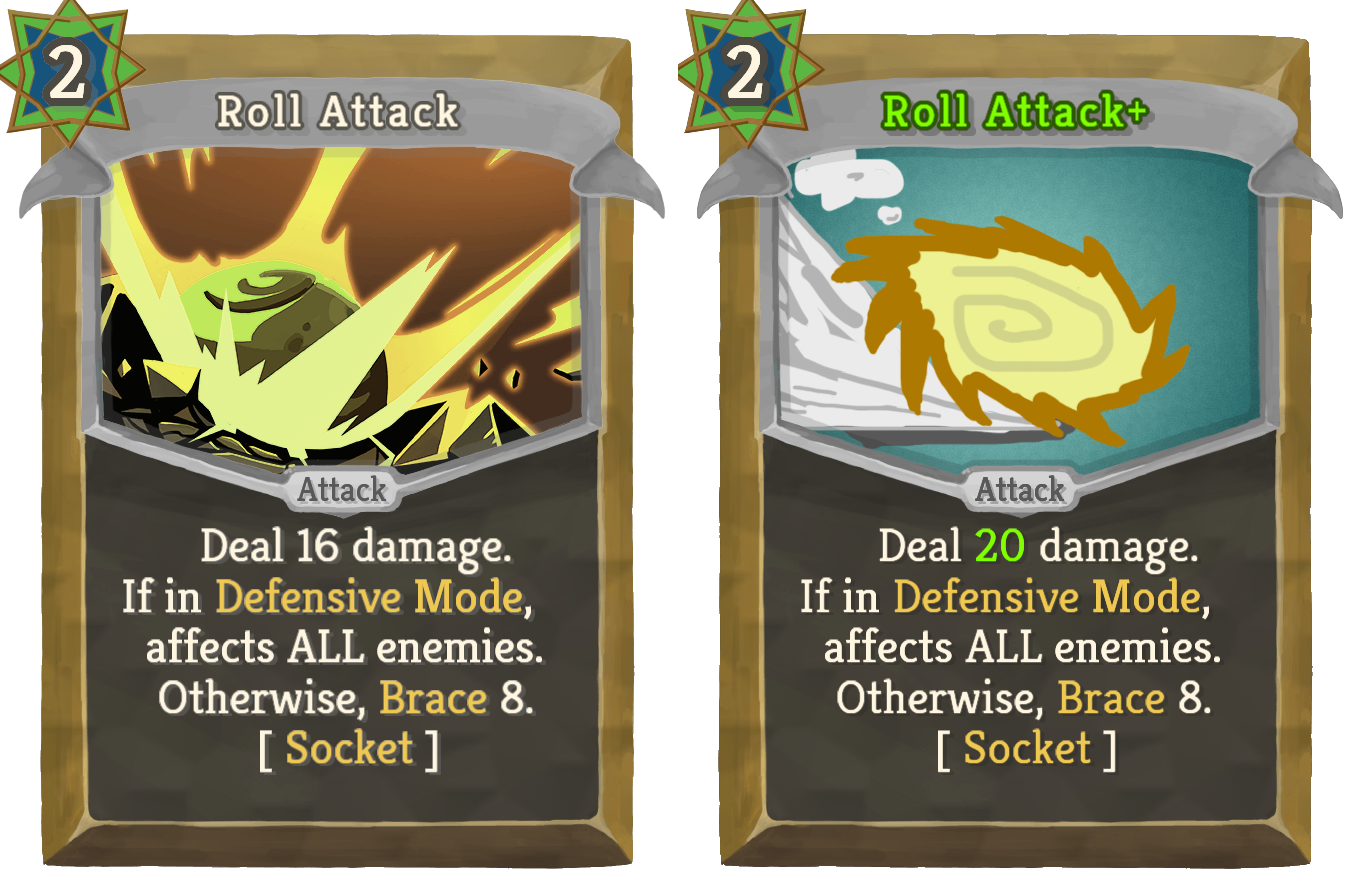 2
Roll Attack
Attack
Deal 16 damage.
If in Defensive Mode,
affects ALL enemies.
Otherwise, Brace 8.
[ Socket ]
2
Roll Attack+
Attack
Deal 20 damage.
If in Defensive Mode,
affects ALL enemies.
Otherwise, Brace 8.
[ Socket ]